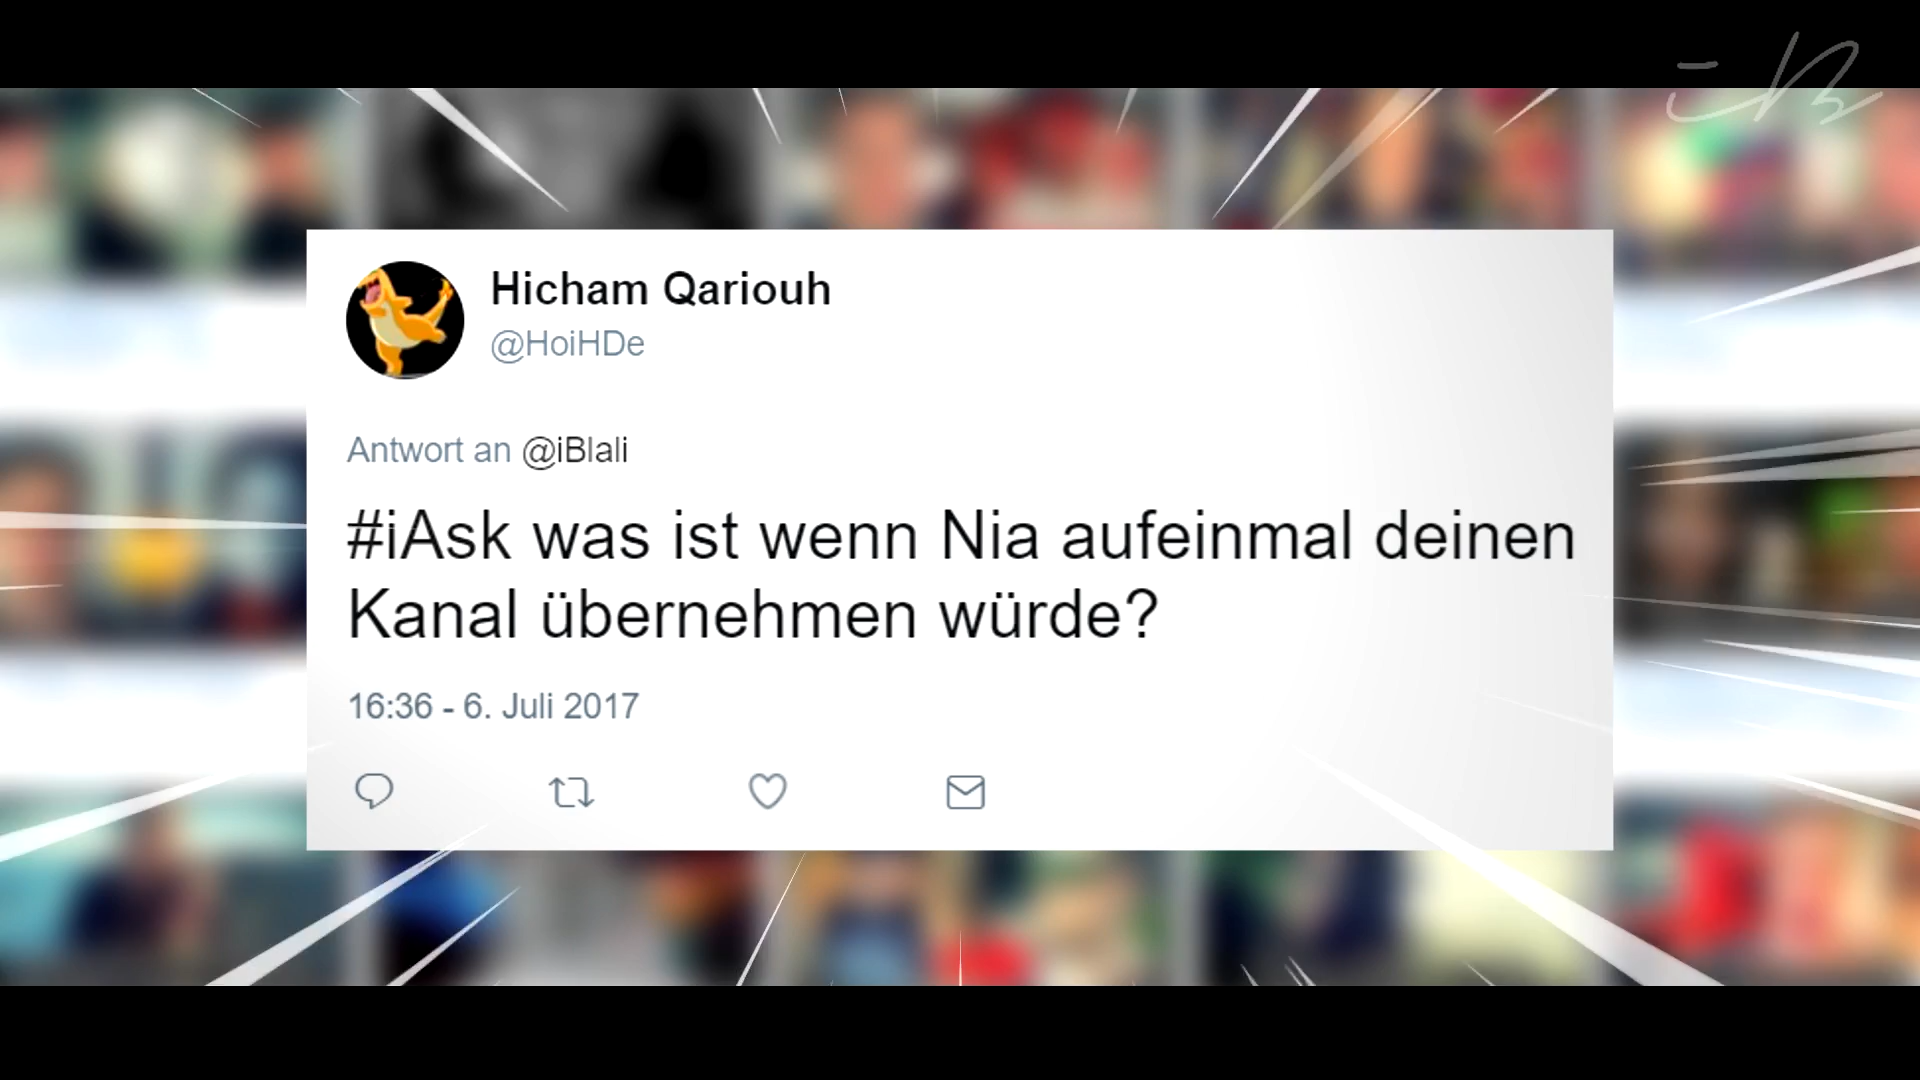 Hicham Qariouh
@HoiHDe
Antwort an @iBlali
#iAsk was ist wenn Nia aufeinmal deinen
Kanal übernehmen würde?
16:36 - 6. Juli 2017